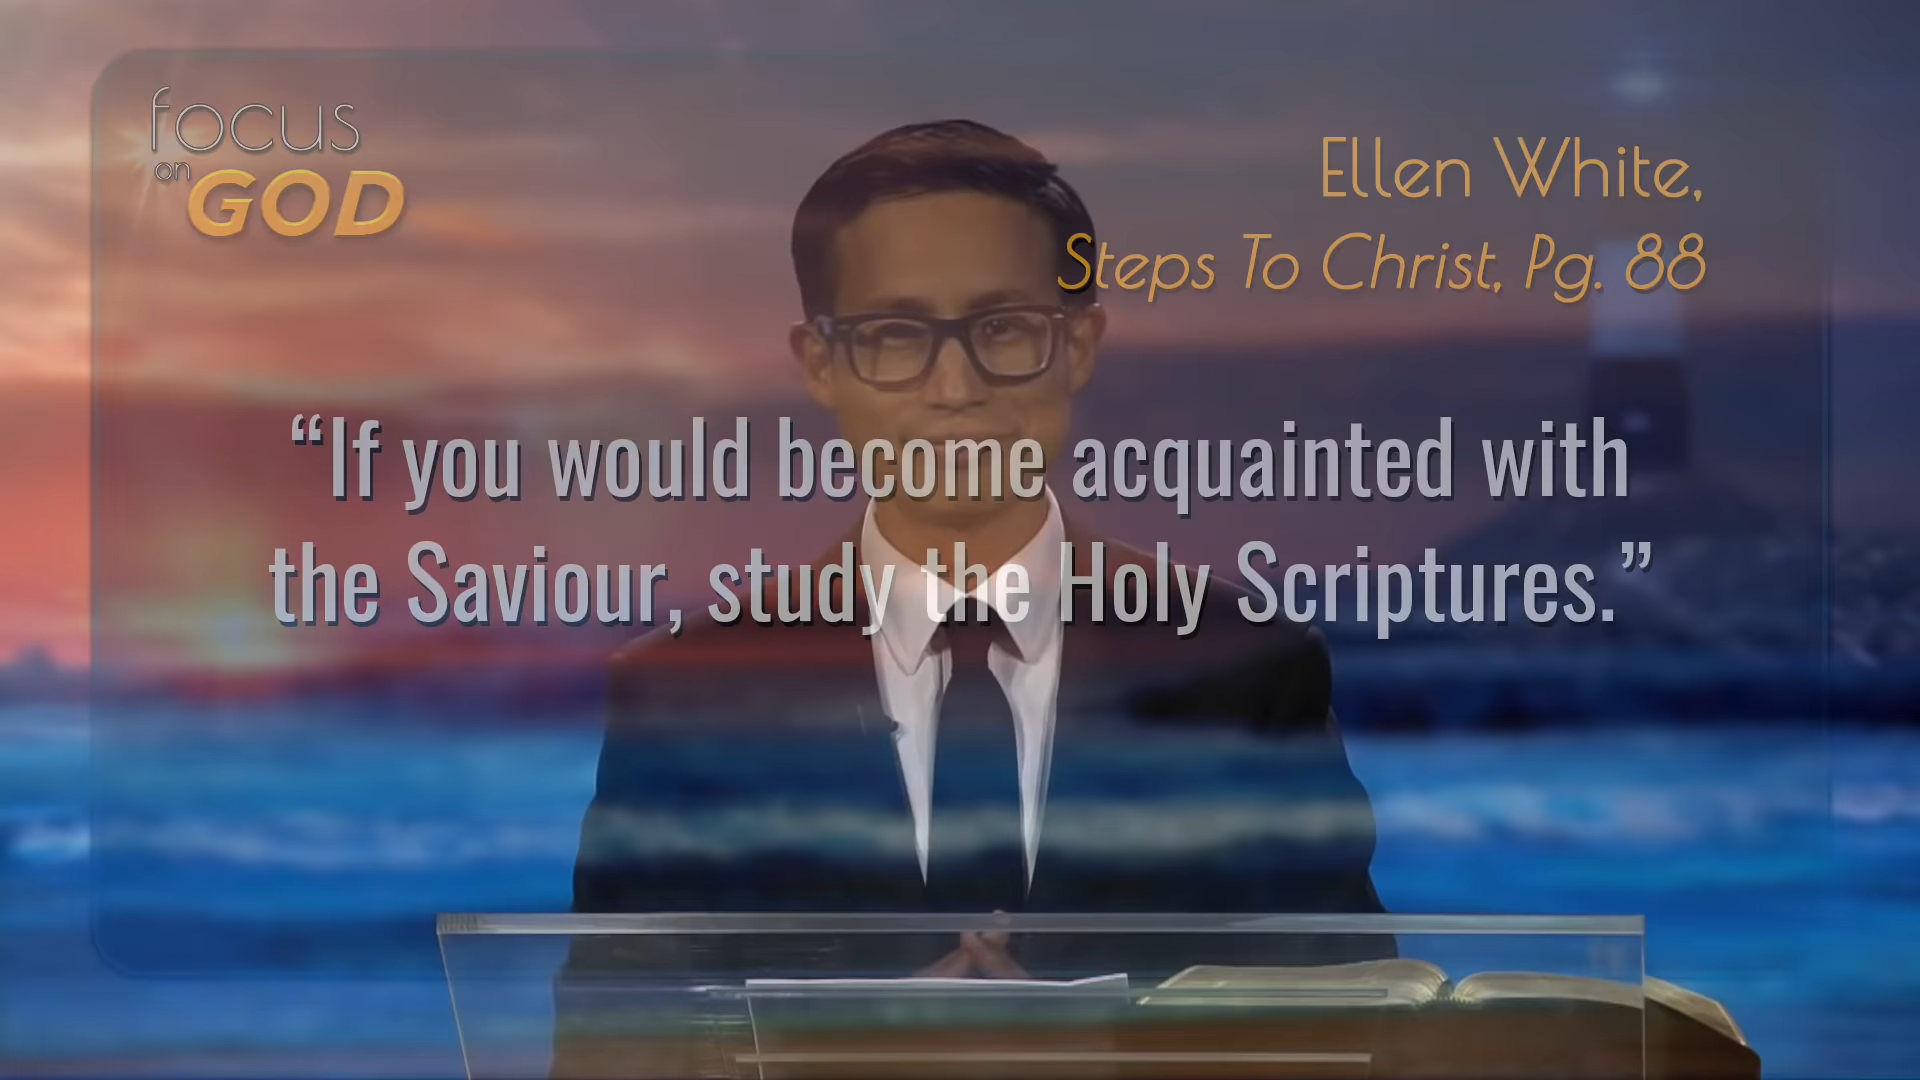 focus
on
GOD
Ellen White,
Steps To Christ, Pg. 88
“If you would become acquainted with
the Saviour, study the Holy Scriptures.”